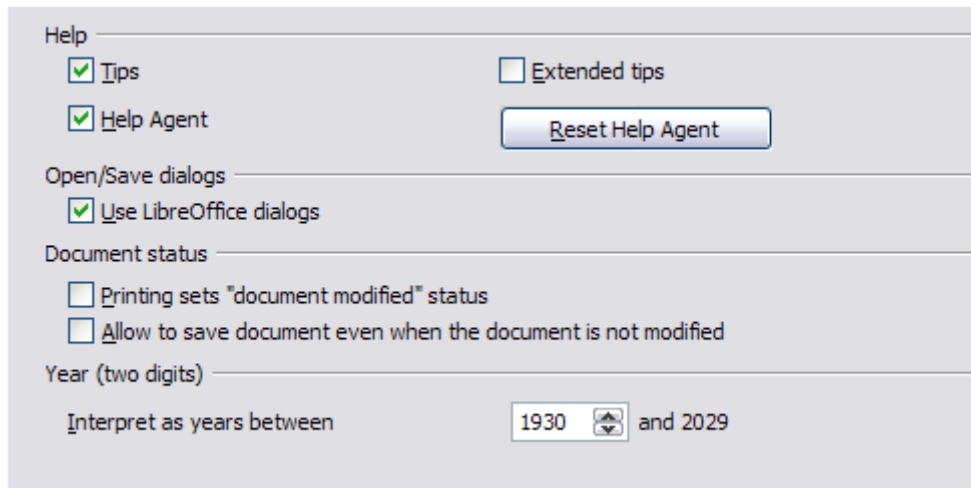 Help
Tips Extended tips
Help Agent Reset Help Agent
Open/Save dialogs
Use LibreOffice dialogs
Document status
Printing sets "document modified" status
Allow to save document even when the document is not modified
Year (two digits)
Interpret as years between 1930 and 2029